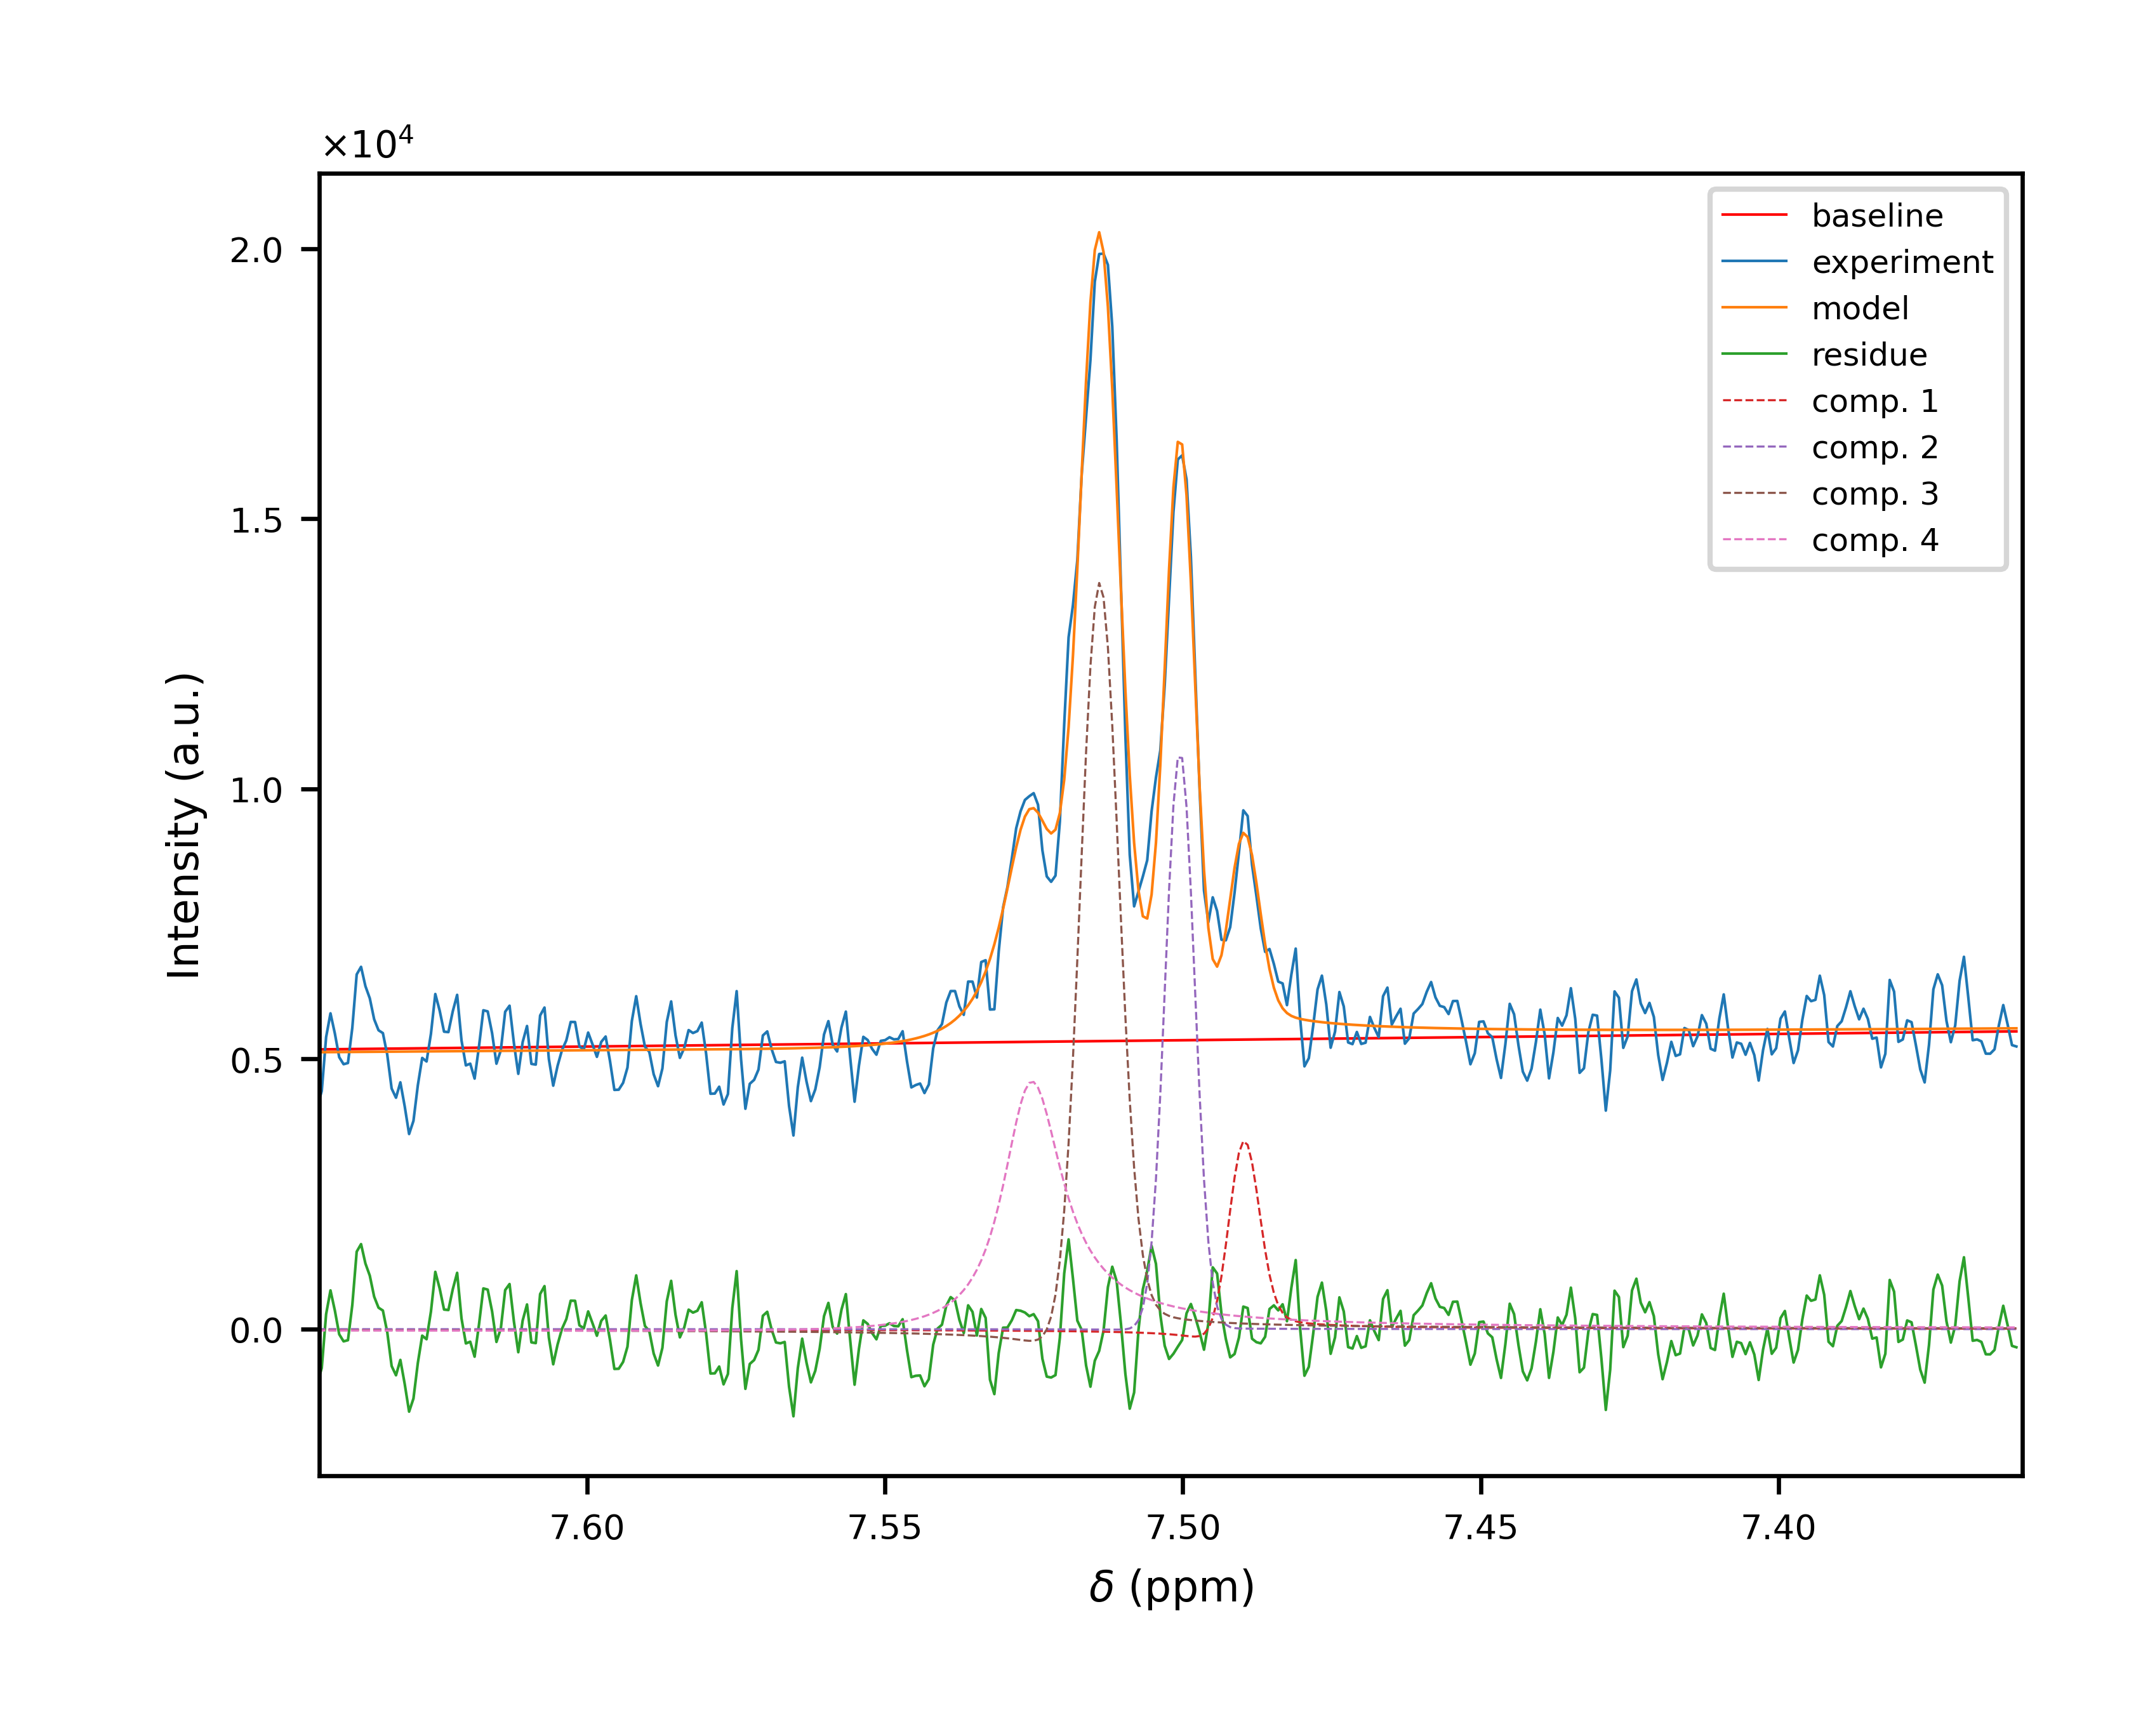 ×10⁴
2.0
1.5
1.0
0.5
0.0
Intensity (a.u.)
baseline
experiment
model
residue
comp. 1
comp. 2
comp. 3
comp. 4
7.60 7.55 7.50 7.45 7.40
δ (ppm)